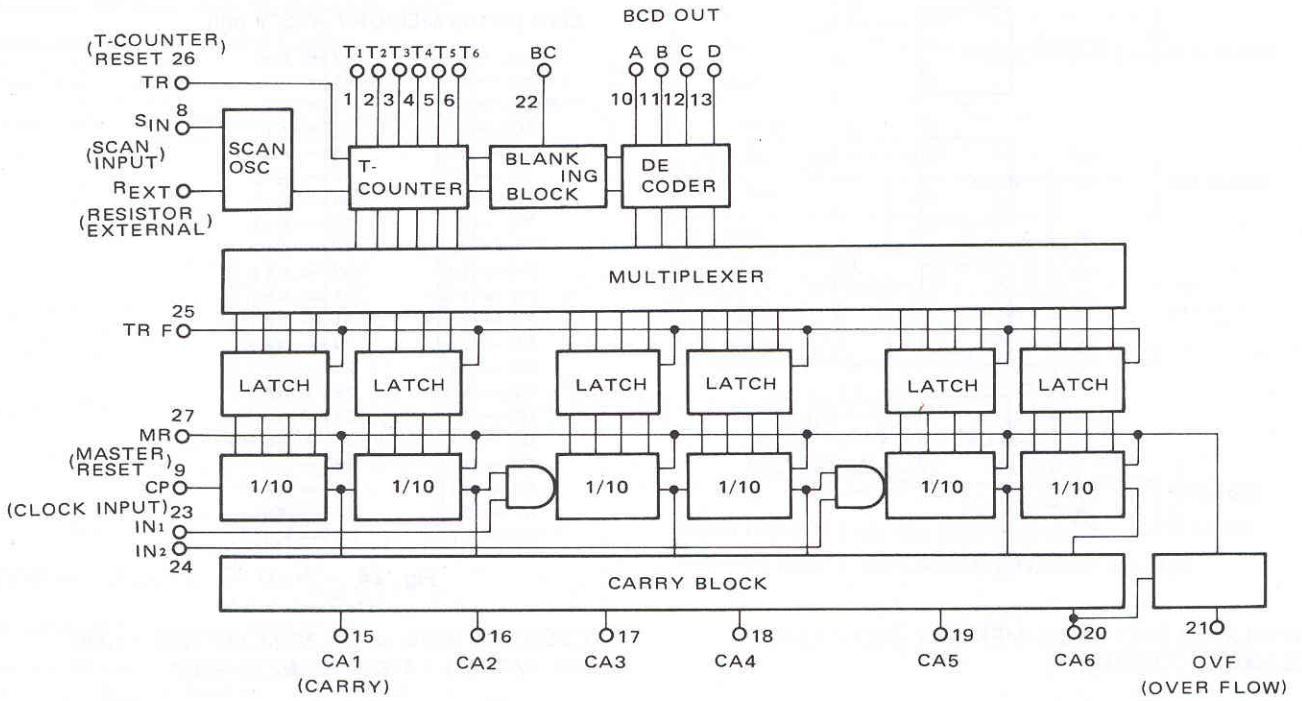 BCD OUT
(T-COUNTER)
(RESET 26
T1 T2 T3 T4 T5 T6
BC
A B C D
TR
1 2 3 4 5 6
22
10 11 12 13
8
SIN
(SCAN
INPUT)
SCAN
OSC
T-
COUNTER
BLANK
ING
BLOCK
DE
CODER
REXT
(RESISTOR
EXTERNAL)
MULTIPLEXER
25
TR F
LATCH
LATCH
LATCH
LATCH
LATCH
LATCH
27
MR
(MASTER
RESET)
9
CP
1/10
1/10
1/10
1/10
1/10
1/10
(CLOCK INPUT)
23
IN1
IN2
24
CARRY BLOCK
15
16
17
18
19
20
21
CA1
CA2
CA3
CA4
CA5
CA6
OVF
(CARRY)
(OVER FLOW)